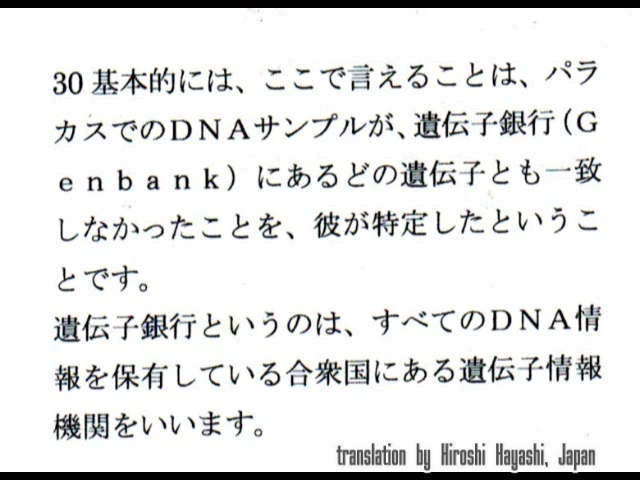 30 基本的には、ここで言えることは、パラ
カスでのＤＮＡサンプルが、遺伝子銀行（Ｇ
ｅｎｂａｎｋ）にあるどの遺伝子とも一致
しなかったことを、彼が特定したというこ
とです。
遺伝子銀行というのは、すべてのＤＮＡ情
報を保有している合衆国にある遺伝子情報
機関をいいます。
translation by Hiroshi Hayashi, Japan